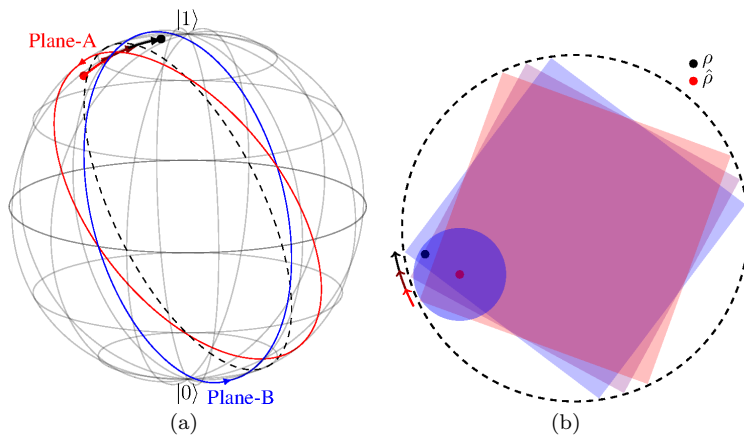 |1⟩
Plane-A
ρ
ρ̂
|0⟩
Plane-B
(a)
(b)